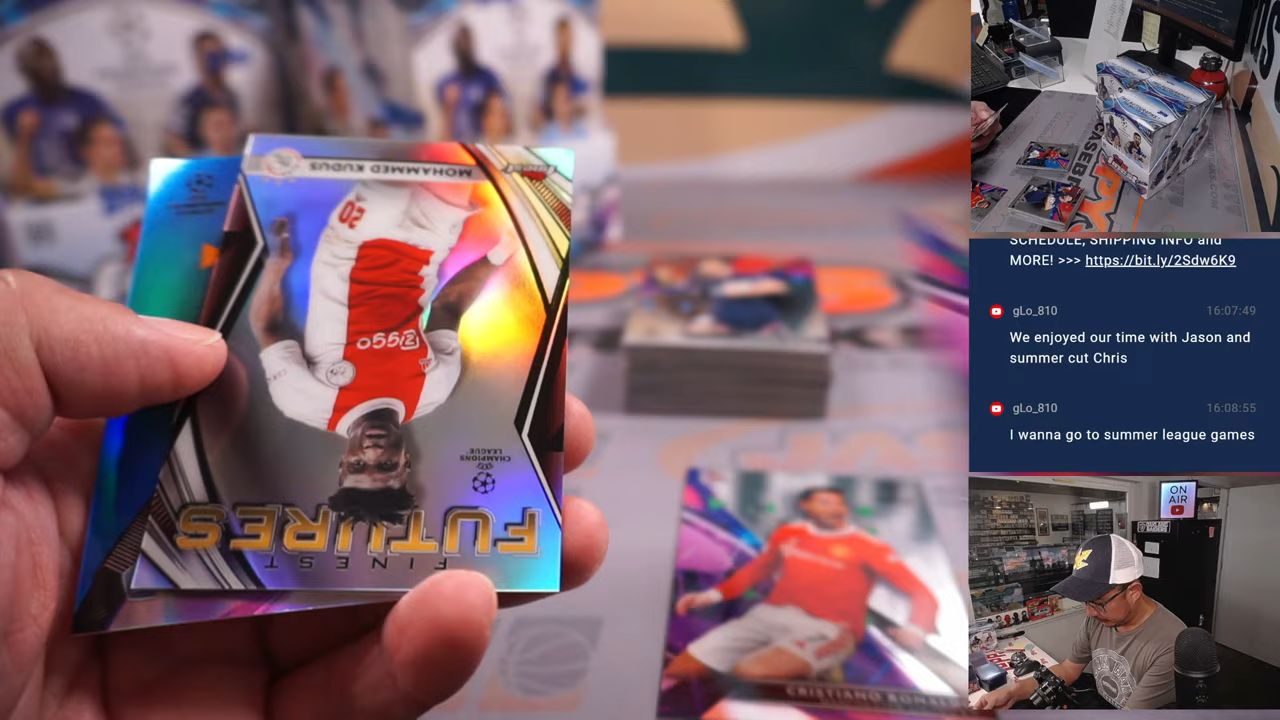 MOHAMMED KUDUS
Finest
20
Ziggo
CHAMPIONS
LEAGUE
FUTURES
FINEST
CRISTIANO
SCHEDULE, SHIPPING INFO and
MORE! >>> https://bit.ly/2Sdw6K9
gLo_810 16:07:49
We enjoyed our time with Jason and
summer cut Chris
gLo_810 16:08:55
I wanna go to summer league games
ON
AIR